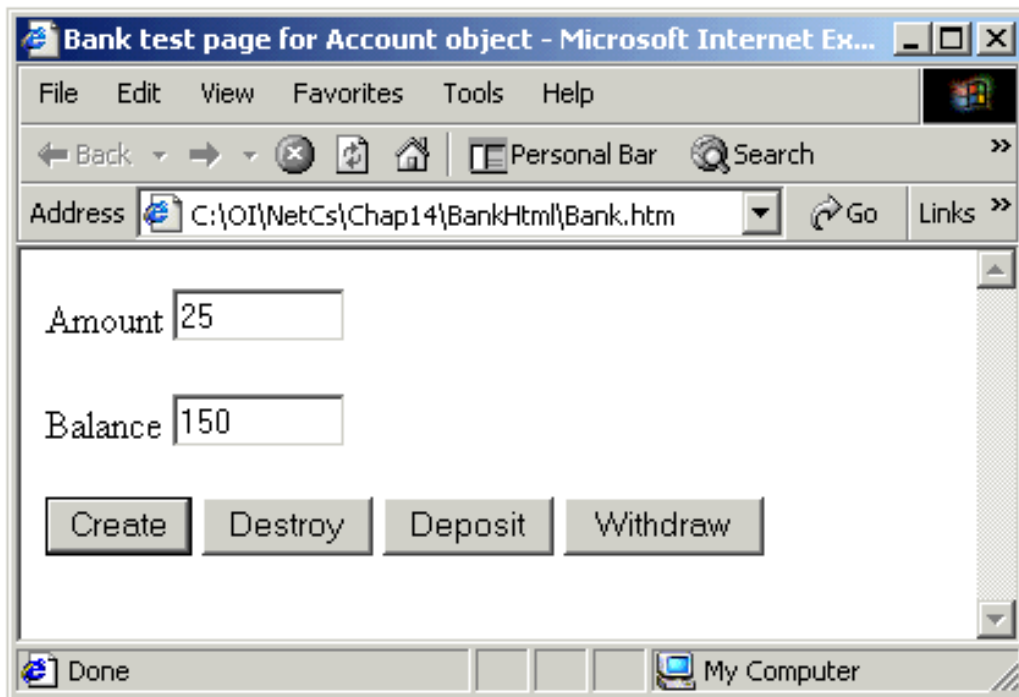 Bank test page for Account object - Microsoft Internet Ex...
File Edit View Favorites Tools Help
Back Personal Bar Search »
Address C:\OI\NetCs\Chap14\BankHtml\Bank.htm Go Links »
Amount 25
Balance 150
Create Destroy Deposit Withdraw
Done My Computer